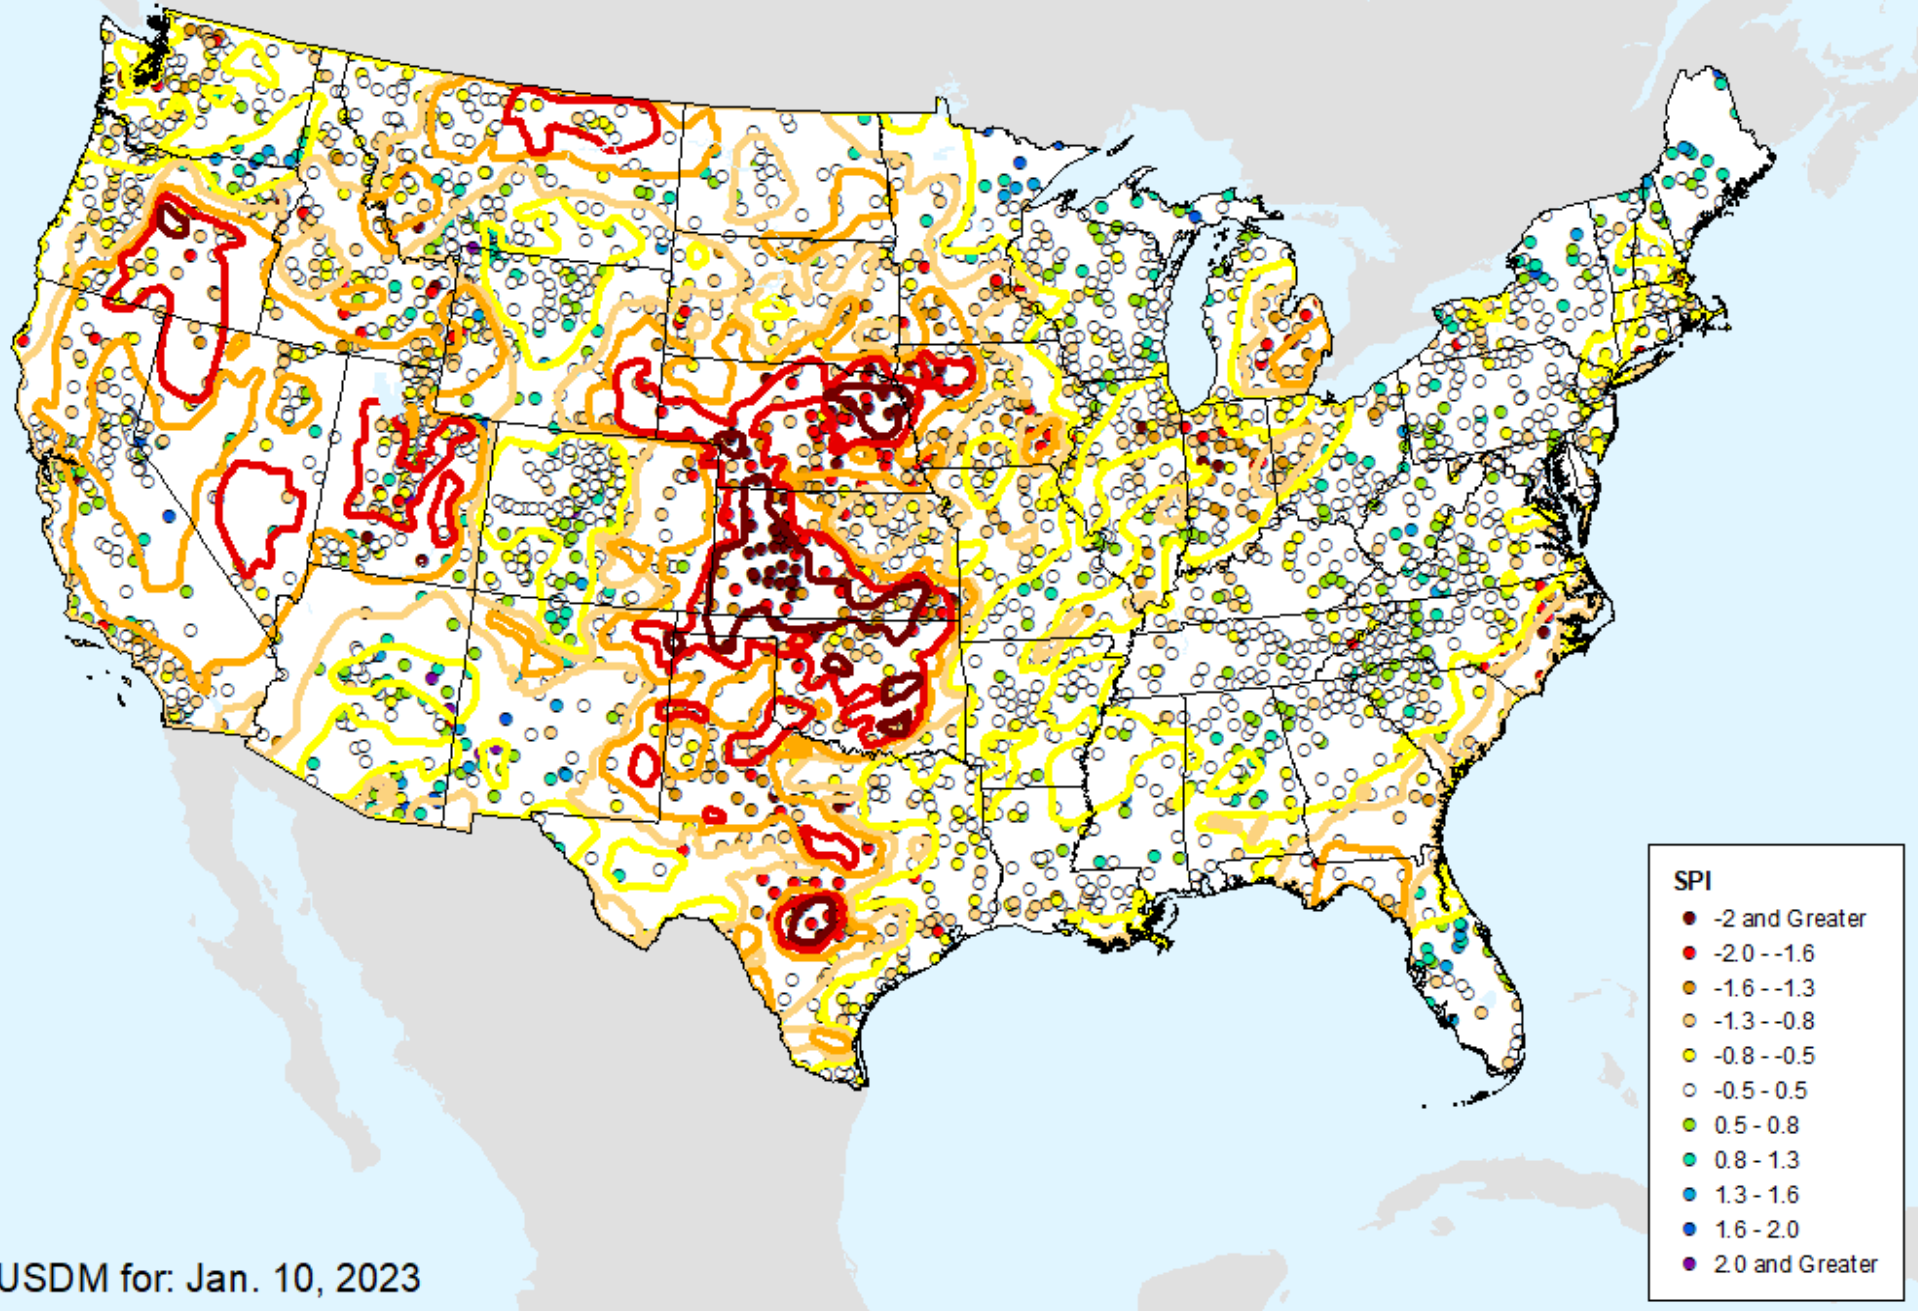 SPI
-2 and Greater
-2.0 - -1.6
-1.6 - -1.3
-1.3 - -0.8
-0.8 - -0.5
-0.5 - 0.5
0.5 - 0.8
0.8 - 1.3
1.3 - 1.6
1.6 - 2.0
2.0 and Greater
USDM for: Jan. 10, 2023